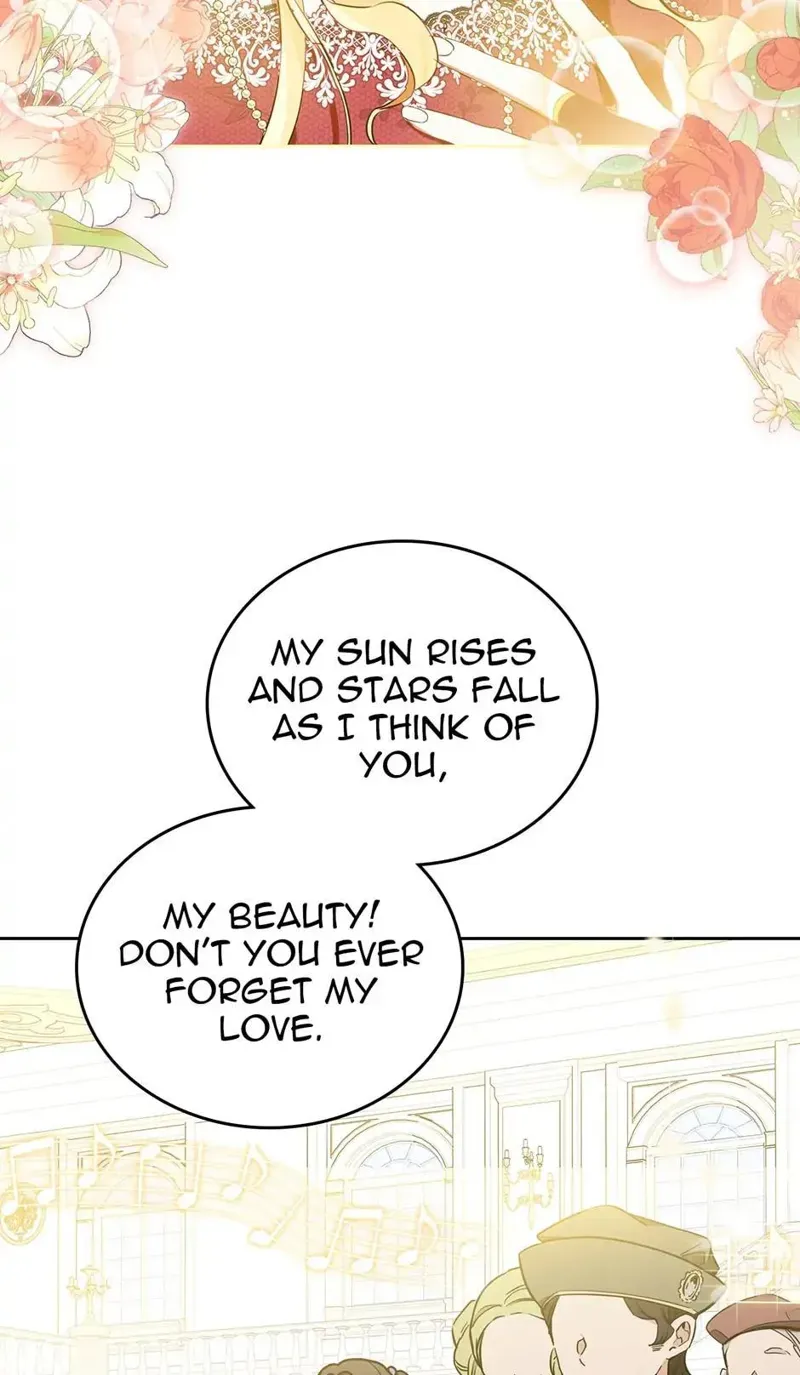 MY SUN RISES
AND STARS FALL
AS I THINK OF
YOU,
MY BEAUTY!
DON'T YOU EVER
FORGET MY
LOVE.